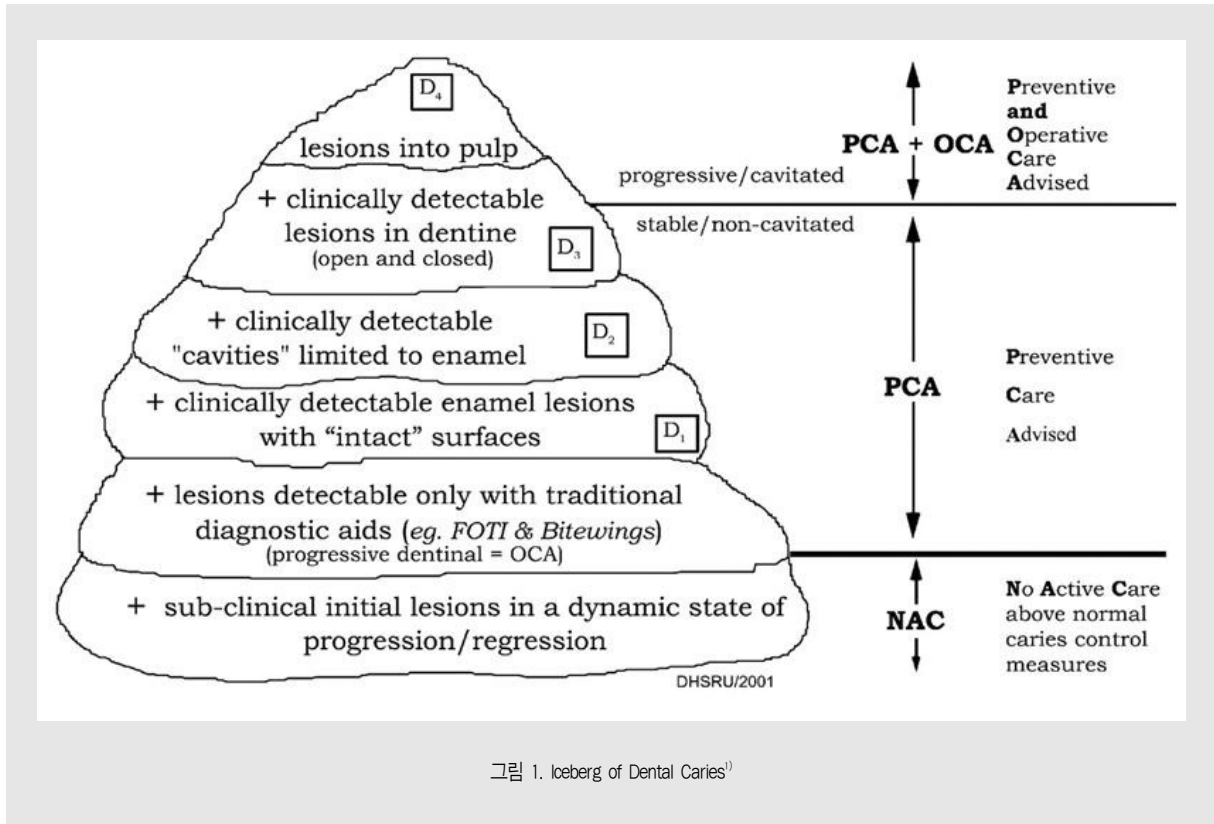 D₄
lesions into pulp
+ clinically detectable
lesions in dentine
(open and closed)
D₃
+ clinically detectable
"cavities" limited to enamel
D₂
+ clinically detectable enamel lesions
with “intact” surfaces
D₁
+ lesions detectable only with traditional
diagnostic aids (eg. FOTI & Bitewings)
(progressive dentinal = OCA)
+ sub-clinical initial lesions in a dynamic state of
progression/regression
DHSRU/2001
progressive/cavitated
stable/non-cavitated
PCA + OCA
Preventive
and
Operative
Care
Advised
PCA
Preventive
Care
Advised
NAC
No Active Care
above normal
caries control
measures
그림 1. Iceberg of Dental Caries¹⁾